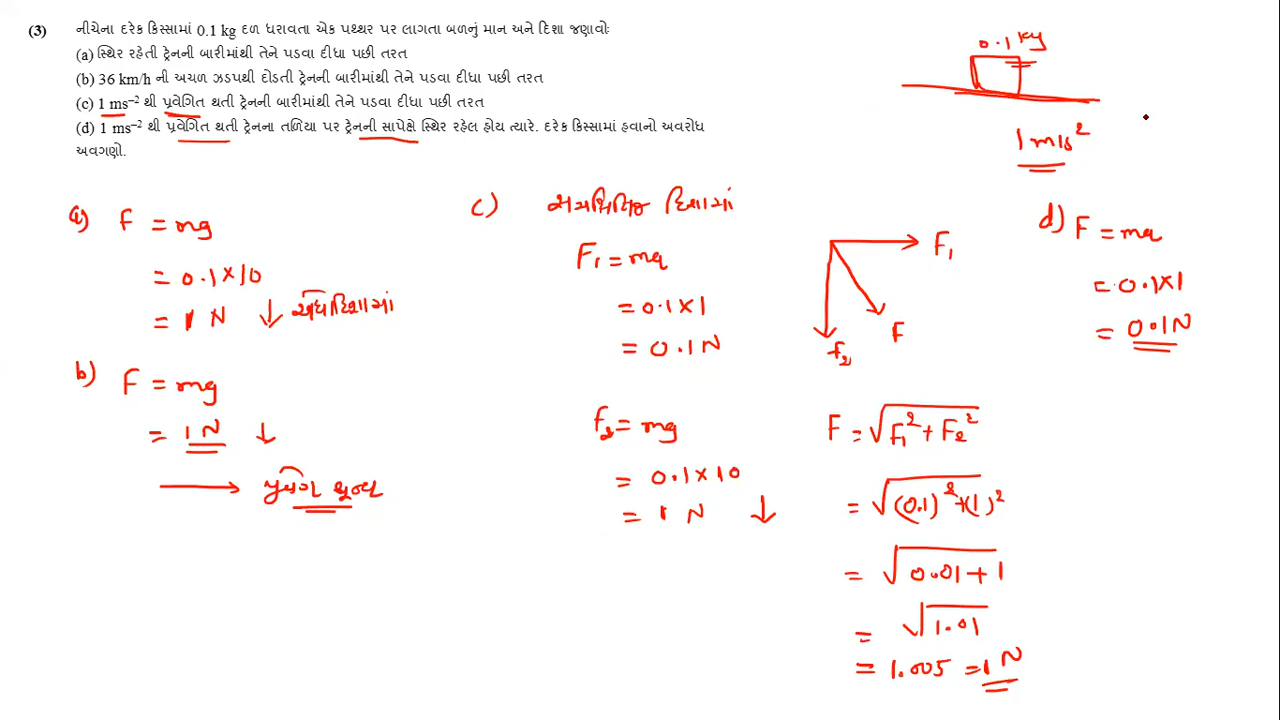 (3) નીચેના દરેક કિસ્સામાં 0.1 kg દળ ધરાવતા એક પથ્થર પર લાગતા બળનું માન અને દિશા જણાવોઃ
(a) સ્થિર રહેતી ટ્રેનની બારીમાંથી તેને પડવા દીધા પછી તરત
(b) 36 km/h ની અચળ ઝડપથી દોડતી ટ્રેનની બારીમાંથી તેને પડવા દીધા પછી તરત
(c) 1 ms⁻² થી પ્રવેગિત થતી ટ્રેનની બારીમાંથી તેને પડવા દીધા પછી તરત
(d) 1 ms⁻² થી પ્રવેગિત થતી ટ્રેનના તળિયા પર ટ્રેનની સાપેક્ષે સ્થિર રહેલ હોય ત્યારે. દરેક કિસ્સામાં હવાનો અવરોધ
અવગણો.
0.1 kg
1 m/s²
a) F = mg
= 0.1×10
= 1 N ↓ અધોદિશામાં
b) F = mg
= 1 N ↓
→ પ્રવેગ શૂન્ય
c) સમક્ષિતિજ દિશામાં
F₁ = ma
= 0.1×1
= 0.1 N
F₁
F
f₂
f₂ = mg
= 0.1×10
= 1 N ↓
F = √F₁² + F₂²
= √(0.1)² + (1)²
= √0.01 + 1
= √1.01
= 1.005 = 1 N
d) F = ma
= 0.1×1
= 0.1 N